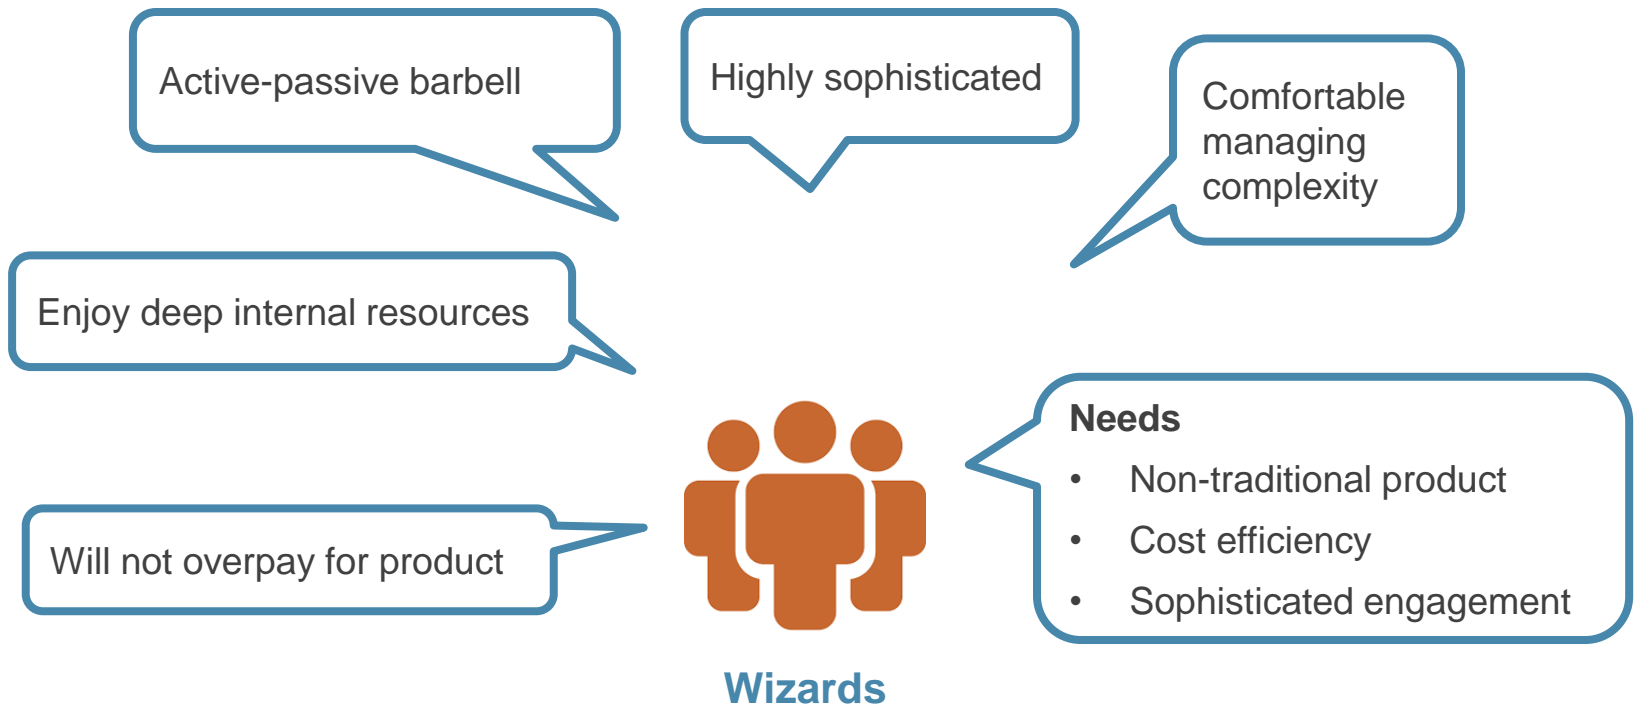 Active-passive barbell
Highly sophisticated
Comfortable
managing
complexity
Enjoy deep internal resources
Needs
• Non-traditional product
• Cost efficiency
• Sophisticated engagement
Will not overpay for product
Wizards